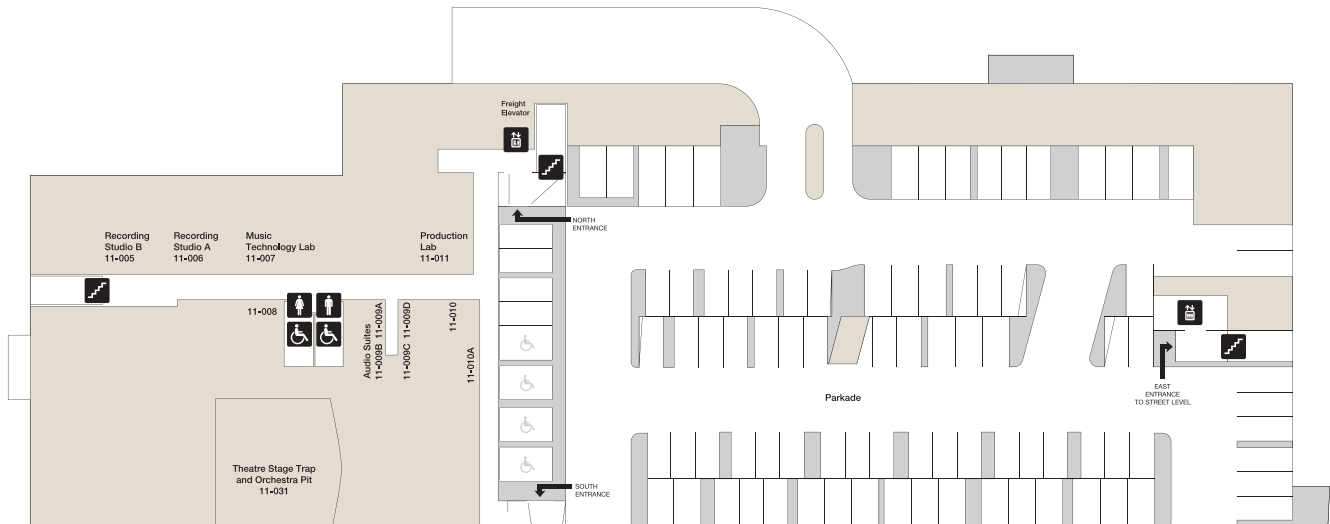 Freight
Elevator
NORTH
ENTRANCE
Recording
Studio B
11-005
Recording
Studio A
11-006
Music
Technology Lab
11-007
Production
Lab
11-011
11-008
Audio Suites
11-009B 11-009A
11-009C 11-009D
11-010
11-010A
Parkade
EAST
ENTRANCE
TO STREET LEVEL
Theatre Stage Trap
and Orchestra Pit
11-031
SOUTH
ENTRANCE